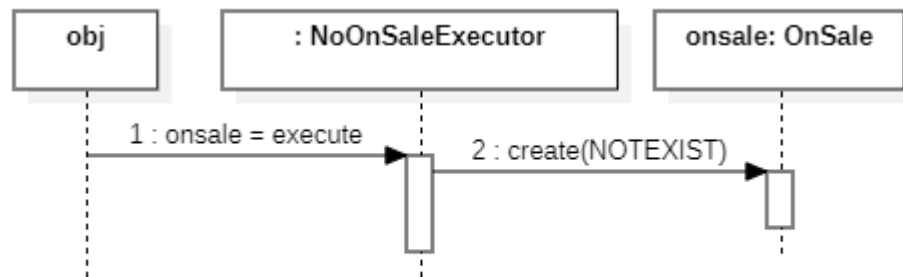 obj
: NoOnSaleExecutor
onsale: OnSale
1 : onsale = execute
2 : create(NOTEXIST)